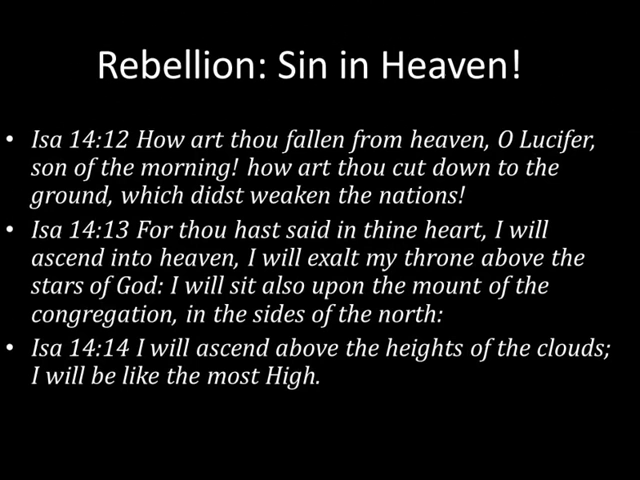 Rebellion: Sin in Heaven!
• Isa 14:12 How art thou fallen from heaven, O Lucifer,
son of the morning! how art thou cut down to the
ground, which didst weaken the nations!
• Isa 14:13 For thou hast said in thine heart, I will
ascend into heaven, I will exalt my throne above the
stars of God: I will sit also upon the mount of the
congregation, in the sides of the north:
• Isa 14:14 I will ascend above the heights of the clouds;
I will be like the most High.